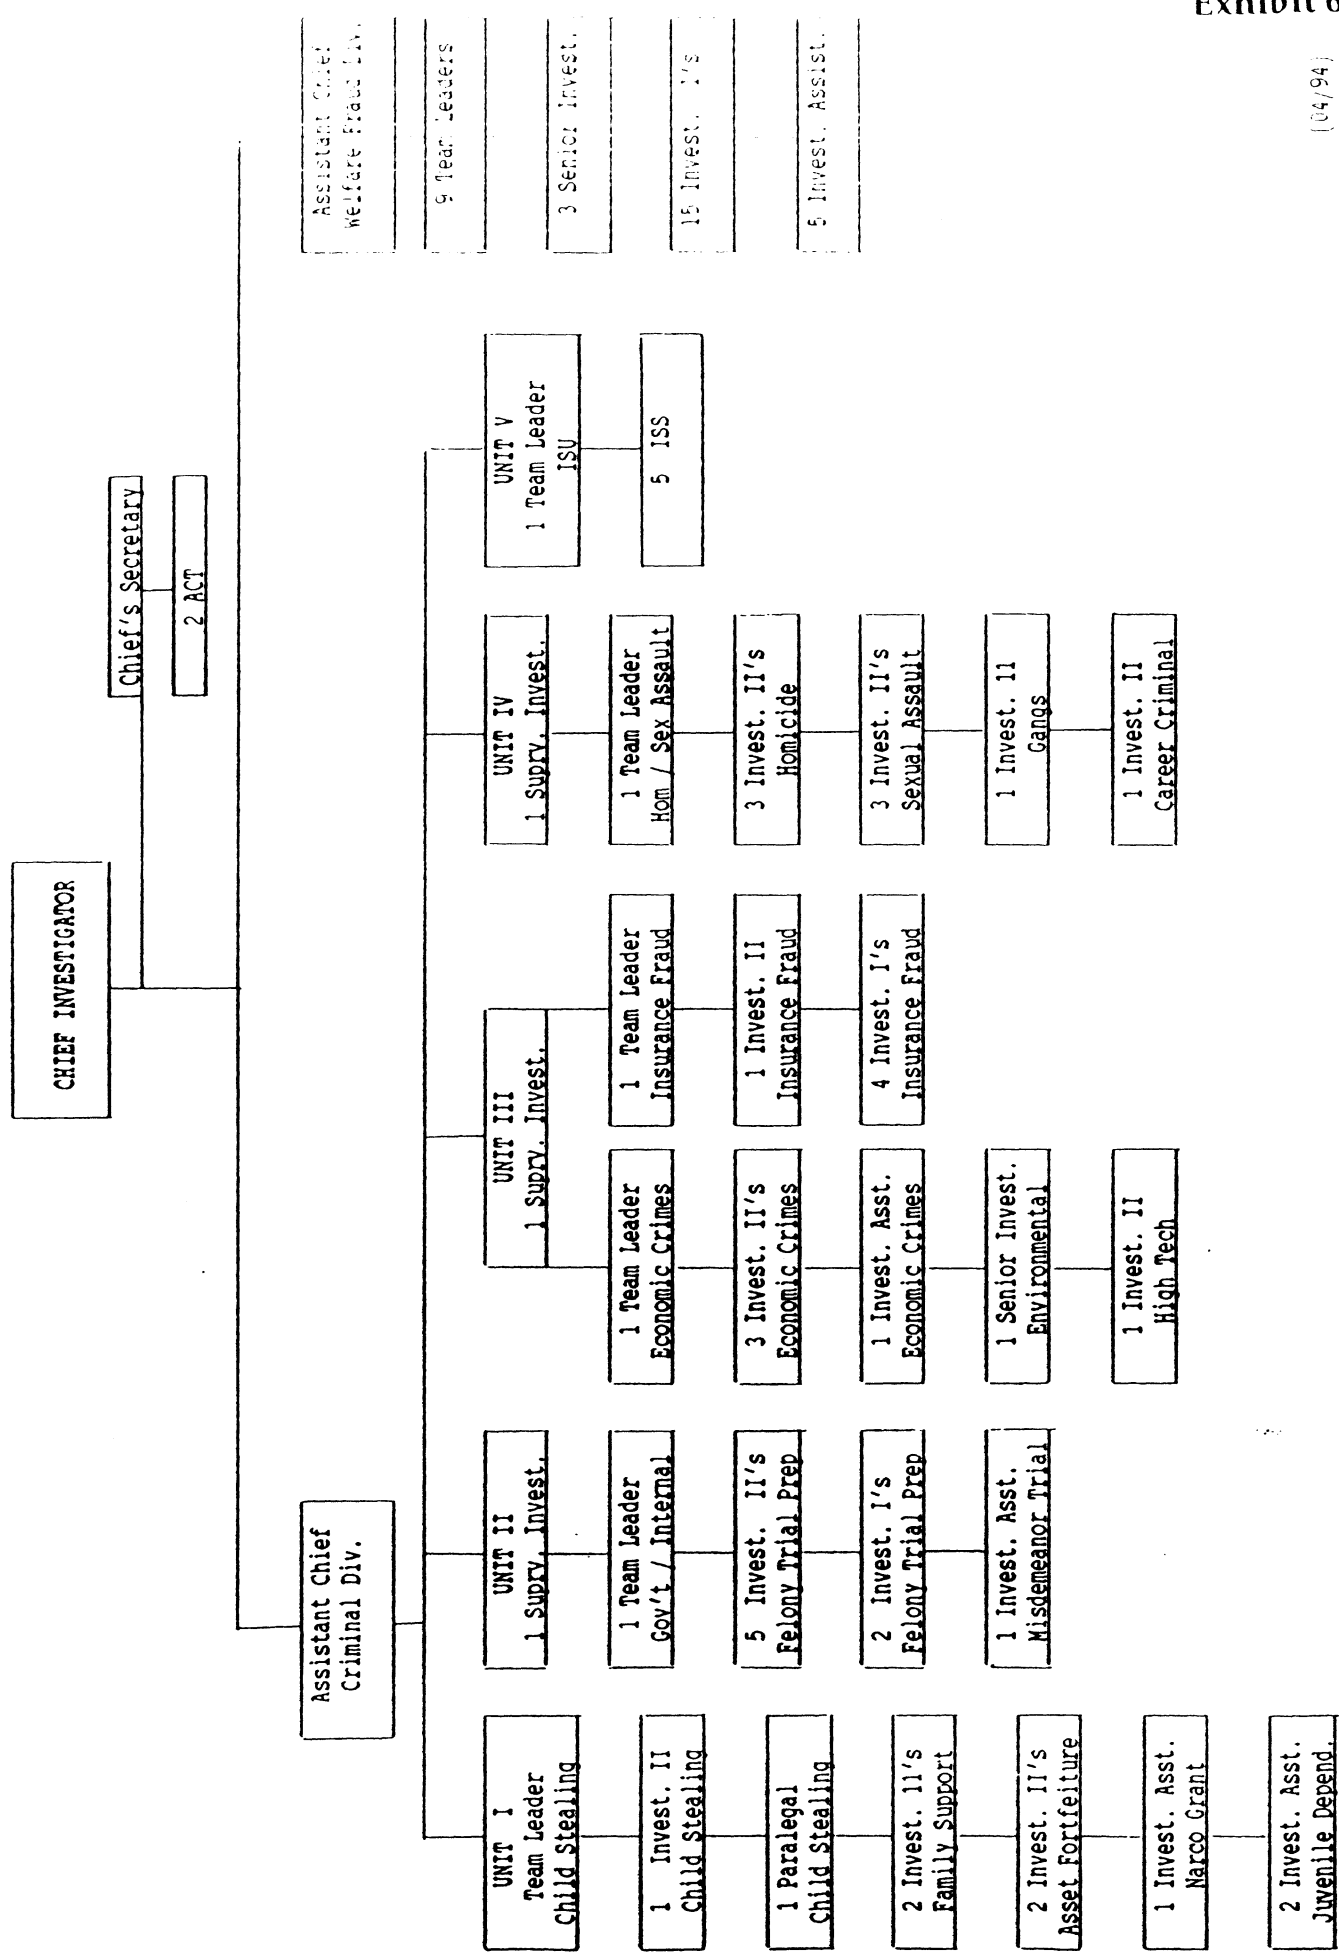 Exhibit 6
(04/94)
CHIEF INVESTIGATOR
Chief's Secretary
2 ACT
Assistant Chief
Criminal Div.
Assistant Chief
Welfare Fraud Div.
9 Team Leaders
3 Senior Invest.
15 Invest. I's
5 Invest. Assist.
UNIT I
Team Leader
Child Stealing
1 Invest. II
Child Stealing
1 Paralegal
Child Stealing
2 Invest. 11's
Family Support
2 Invest. II's
Asset Fortfeiture
1 Invest. Asst.
Narco Grant
2 Invest. Asst.
Juvenile Depend.
UNIT II
1 Suprv. Invest.
1 Team Leader
Gov't / Internal
5 Invest. II's
Felony Trial Prep
2 Invest. I's
Felony Trial Prep
1 Invest. Asst.
Misdemeanor Trial
UNIT III
1 Suprv. Invest.
1 Team Leader
Economic Crimes
3 Invest. II's
Economic Crimes
1 Invest. Asst.
Economic Crimes
1 Senior Invest.
Environmental
1 Invest. II
High Tech
1 Team Leader
Insurance Fraud
1 Invest. II
Insurance Fraud
4 Invest. I's
Insurance Fraud
UNIT IV
1 Suprv. Invest.
1 Team Leader
Hom / Sex Assault
3 Invest. II's
Homicide
3 Invest. II's
Sexual Assault
1 Invest. 11
Gangs
1 Invest. II
Career Criminal
UNIT V
1 Team Leader
ISU
5 ISS